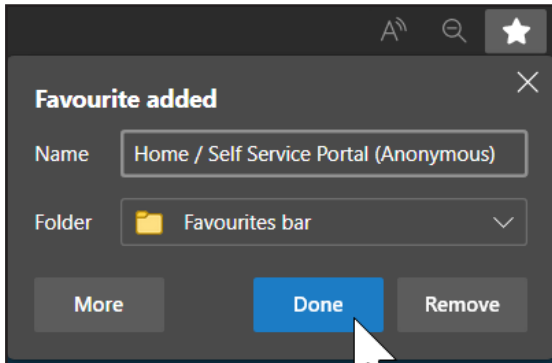 A
Favourite added
Name Home / Self Service Portal (Anonymous)
Folder Favourites bar
More Done Remove